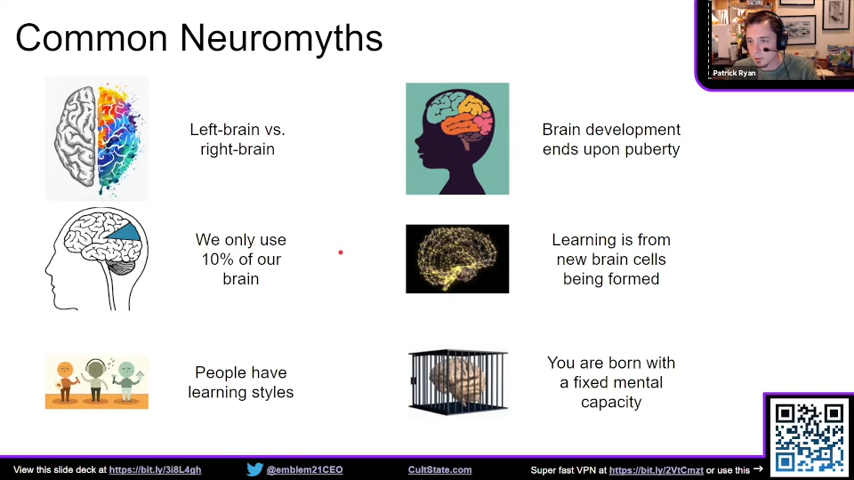 Common Neuromyths
Patrick Ryan
Left-brain vs.
right-brain
Brain development
ends upon puberty
We only use
10% of our
brain
Learning is from
new brain cells
being formed
People have
learning styles
You are born with
a fixed mental
capacity
View this slide deck at https://bit.ly/3i8L4gh
@emblem21CEO
CultState.com
Super fast VPN at https://bit.ly/2VtCmzt or use this →